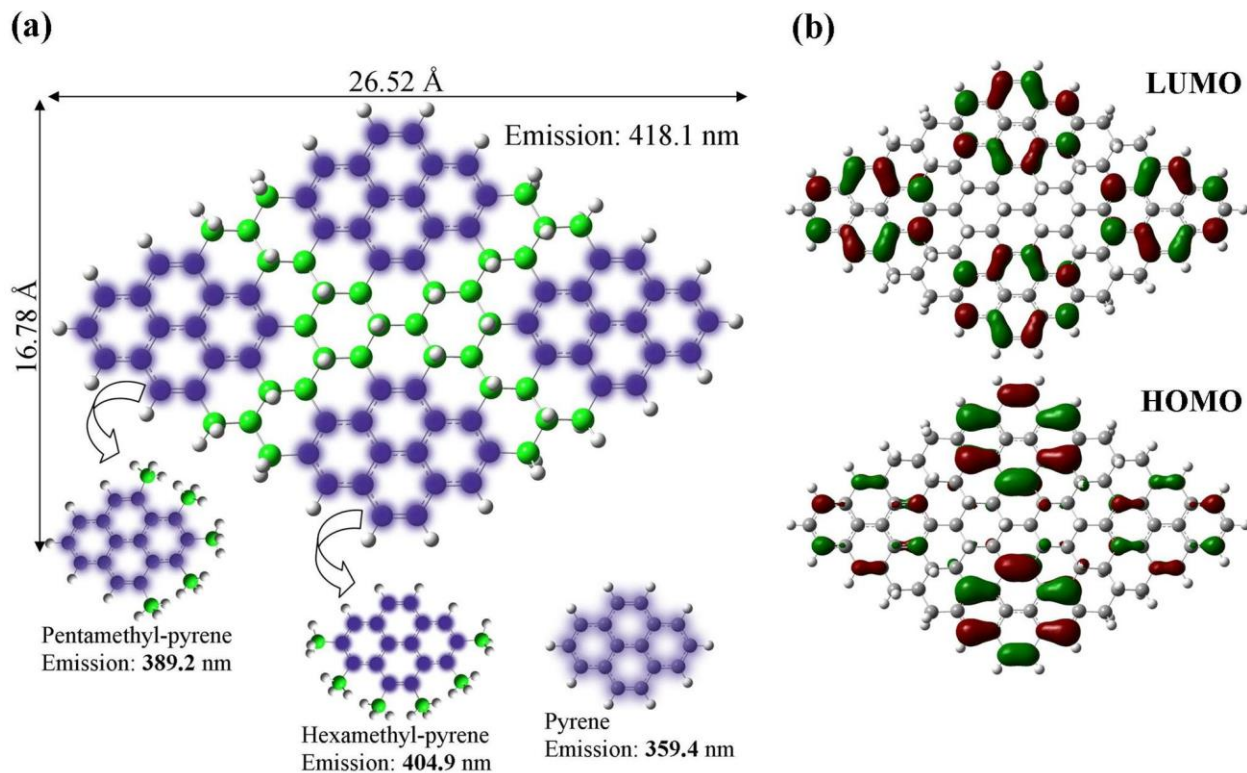 (a)
26.52 Å
Emission: 418.1 nm
16.78 Å
Pentamethyl-pyrene
Emission: 389.2 nm
Hexamethyl-pyrene
Emission: 404.9 nm
Pyrene
Emission: 359.4 nm
(b)
LUMO
HOMO